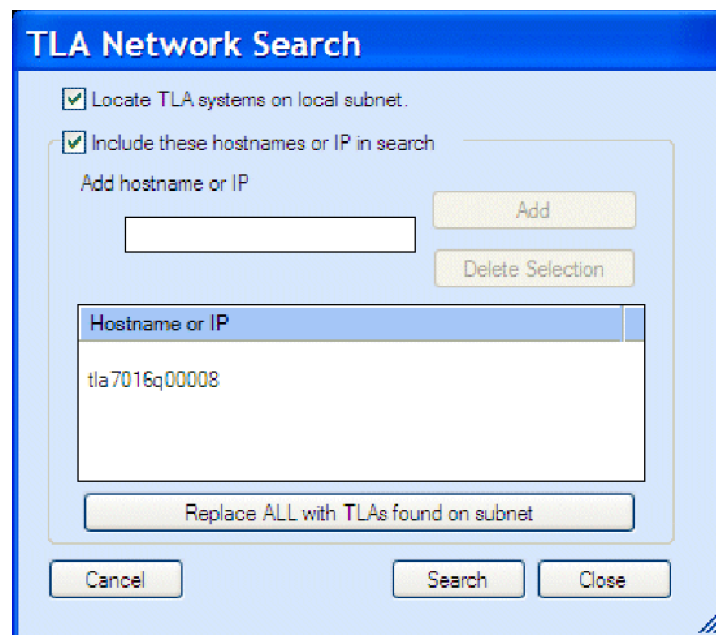 TLA Network Search
Locate TLA systems on local subnet.
Include these hostnames or IP in search
Add hostname or IP
Add
Delete Selection
Hostname or IP
tla7016q00008
Replace ALL with TLAs found on subnet
Cancel
Search
Close